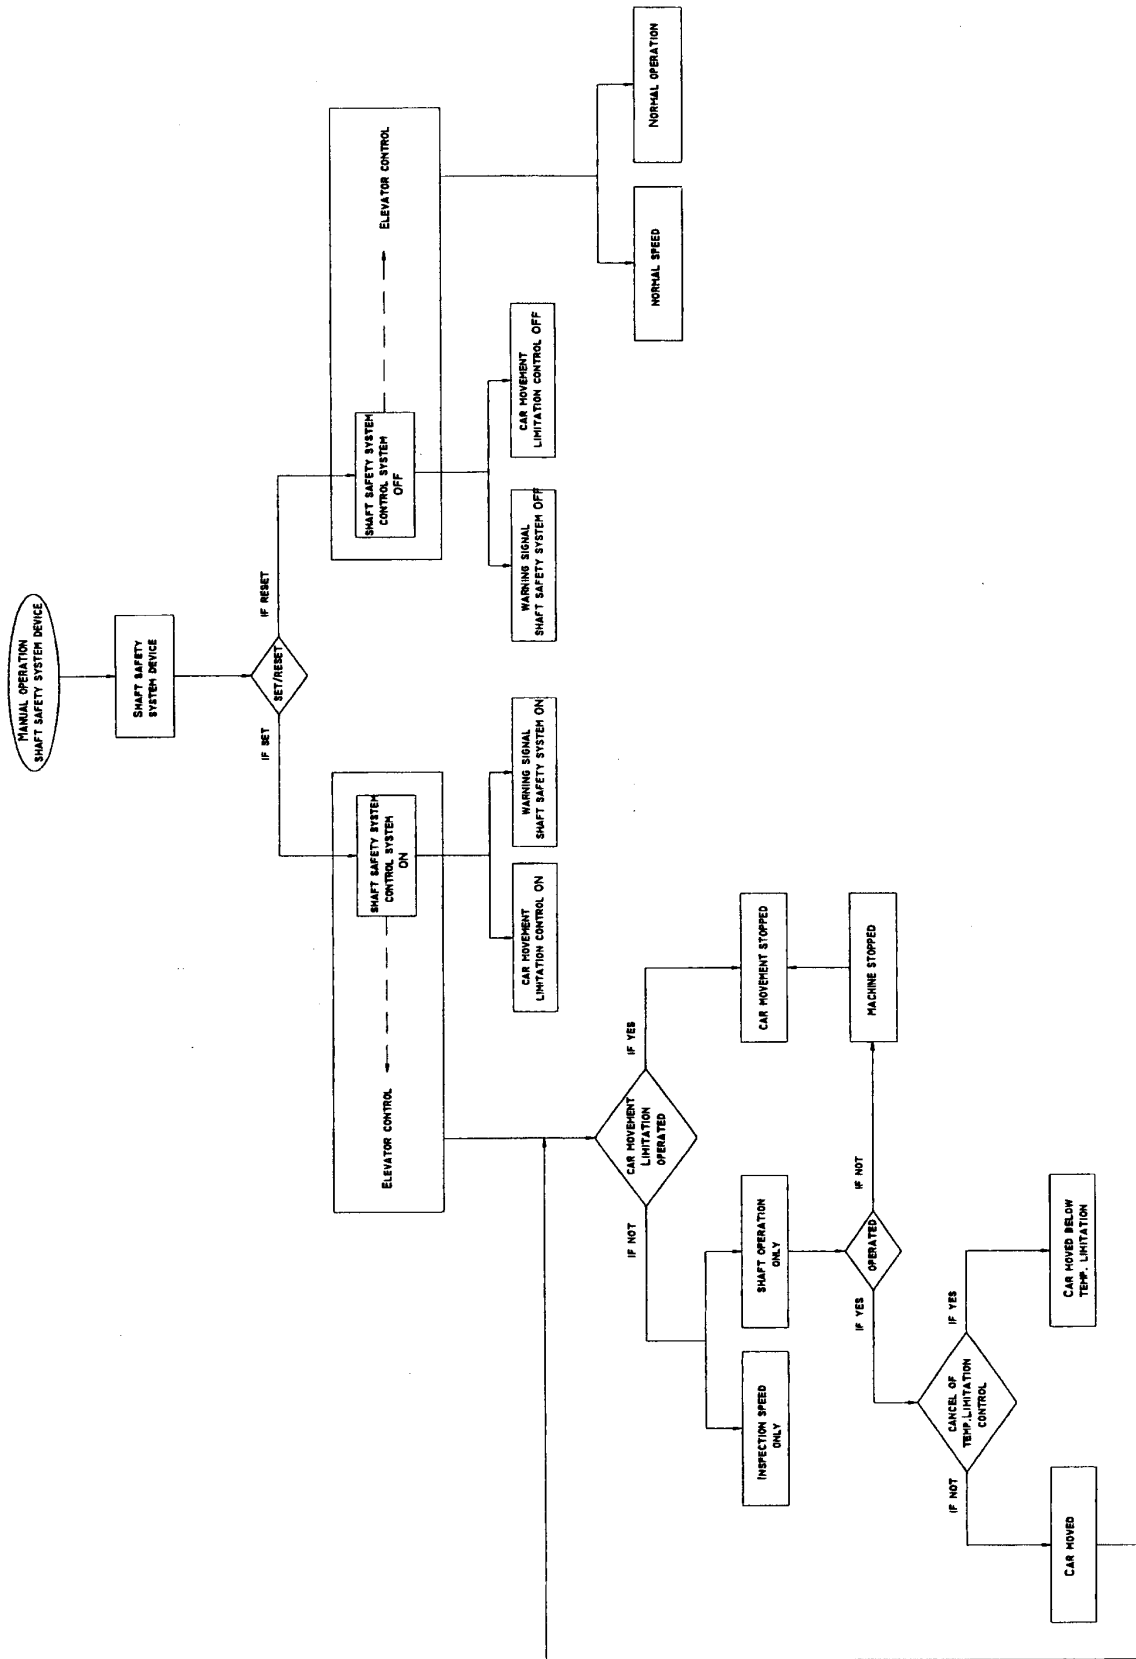 MANUAL OPERATION
SHAFT SAFETY SYSTEM DEVICE
SHAFT SAFETY
SYSTEM DEVICE
SET/RESET
IF SET
IF RESET
ELEVATOR CONTROL
SHAFT SAFETY SYSTEM
CONTROL SYSTEM
ON
SHAFT SAFETY SYSTEM
CONTROL SYSTEM
OFF
ELEVATOR CONTROL
CAR MOVEMENT
LIMITATION CONTROL ON
WARNING SIGNAL
SHAFT SAFETY SYSTEM ON
WARNING SIGNAL
SHAFT SAFETY SYSTEM OFF
CAR MOVEMENT
LIMITATION CONTROL OFF
NORMAL SPEED
NORMAL OPERATION
CAR MOVEMENT
LIMITATION
OPERATED
IF NOT
IF YES
INSPECTION SPEED
ONLY
SHAFT OPERATION
ONLY
CAR MOVEMENT STOPPED
OPERATED
IF YES
IF NOT
MACHINE STOPPED
CANCEL OF
TEMP.LIMITATION
CONTROL
IF NOT
IF YES
CAR MOVED
CAR MOVED BELOW
TEMP. LIMITATION